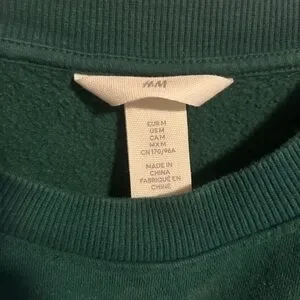 H&M
EUR M
US M
CA M
MX M
CN 170/96A
MADE IN
CHINA
FABRIQUÉ EN
CHINE